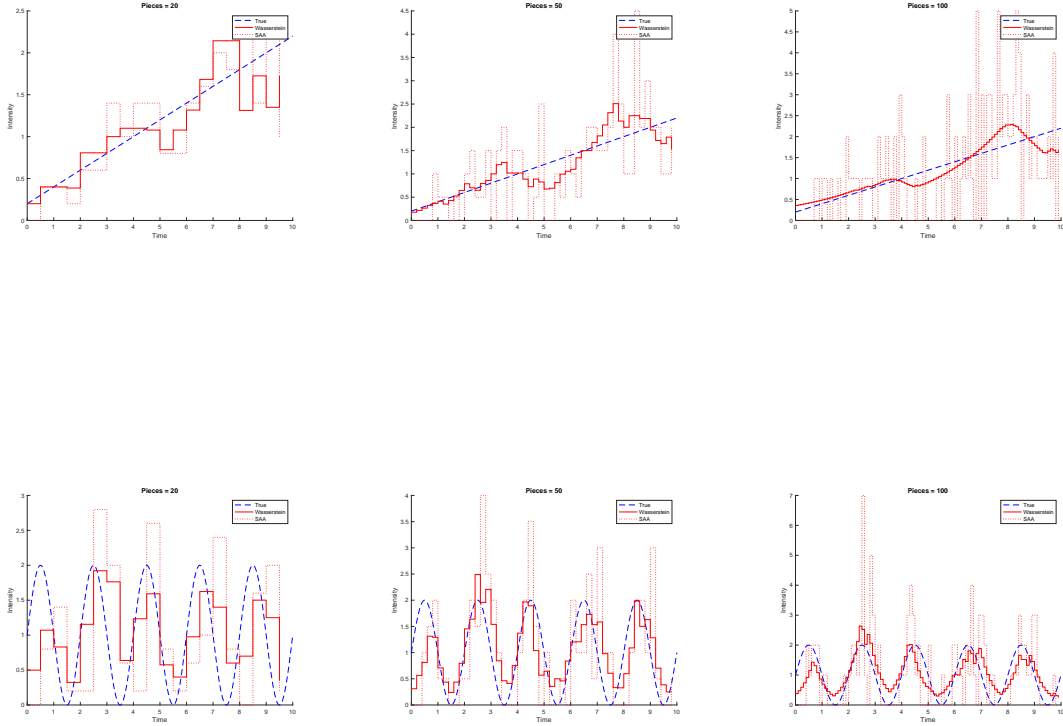 Pieces = 20
3
2.5
2
1.5
1
0.5
0
Intensity
0 1 2 3 4 5 6 7 8 9 10
Time
True
Wasserstein
SAA
Pieces = 50
4.5
4
3.5
3
2.5
2
1.5
1
0.5
0
Intensity
0 1 2 3 4 5 6 7 8 9 10
Time
True
Wasserstein
SAA
Pieces = 100
5
4.5
4
3.5
3
2.5
2
1.5
1
0.5
0
Intensity
0 1 2 3 4 5 6 7 8 9 10
Time
True
Wasserstein
SAA
Pieces = 20
3
2.5
2
1.5
1
0.5
0
Intensity
0 1 2 3 4 5 6 7 8 9 10
Time
True
Wasserstein
SAA
Pieces = 50
4
3.5
3
2.5
2
1.5
1
0.5
0
Intensity
0 1 2 3 4 5 6 7 8 9 10
Time
True
Wasserstein
SAA
Pieces = 100
7
6
5
4
3
2
1
0
Intensity
0 1 2 3 4 5 6 7 8 9 10
Time
True
Wasserstein
SAA